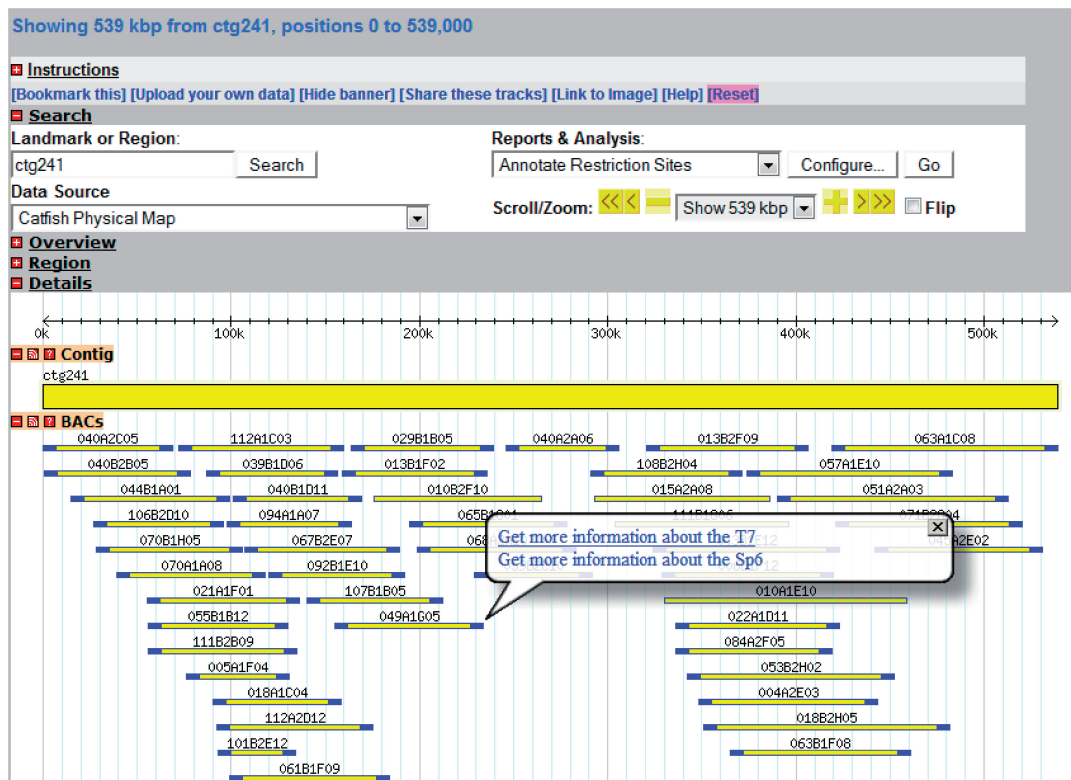 Showing 539 kbp from ctg241, positions 0 to 539,000
Instructions
[Bookmark this] [Upload your own data] [Hide banner] [Share these tracks] [Link to Image] [Help] [Reset]
Search
Landmark or Region: Reports & Analysis:
ctg241 Search Annotate Restriction Sites Configure... Go
Data Source
Catfish Physical Map Scroll/Zoom: Show 539 kbp Flip
Overview
Region
Details
0k 100k 200k 300k 400k 500k
Contig
ctg241
BACs
040A2C05 112A1C03 029B1B05 040A2A06 013B2F09 063A1C08
040B2B05 039B1D06 013B1F02 108B2H04 057A1E10
044B1A01 040B1D11 010B2F10 015A2A08 051A2A03
106B2D10 094A1A07
070B1H05 067B2E07
Get more information about the T7
Get more information about the Sp6
070A1A08 092B1E10
021A1F01 107B1B05 010A1E10
055B1B12 049A1G05 022A1D11
111B2B09 084A2F05
005A1F04 053B2H02
018A1C04 004A2E03
112A2D12 018B2H05
101B2E12 063B1F08
061B1F09